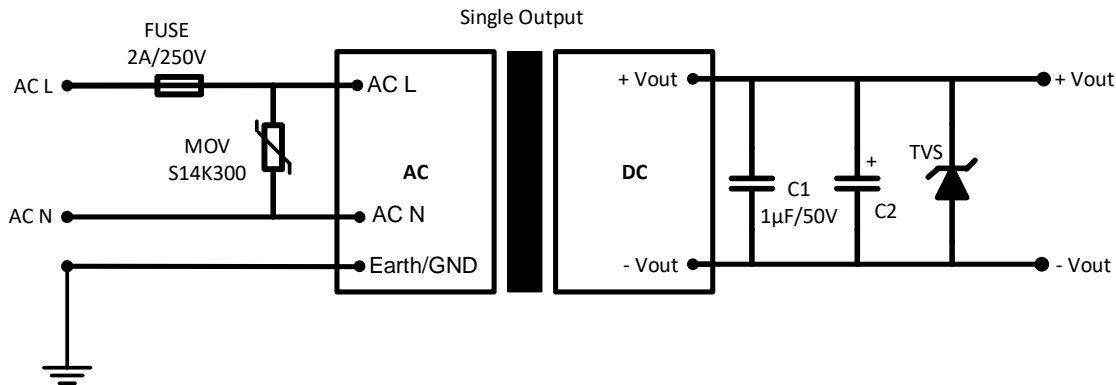 Single Output
FUSE
2A/250V
AC L
AC L
+ Vout
+ Vout
MOV
S14K300
AC
DC
TVS
+
C1
1µF/50V
C2
AC N
AC N
Earth/GND
- Vout
- Vout